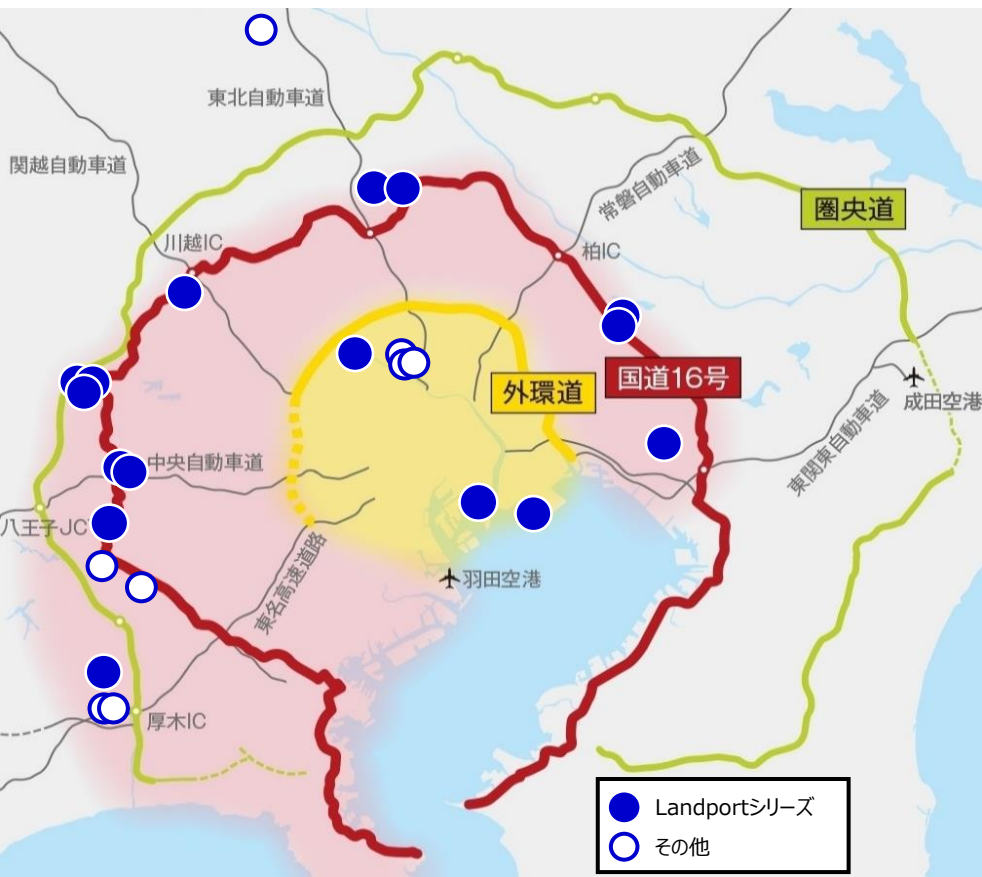 東北自動車道
関越自動車道
常磐自動車道
圏央道
川越IC
柏IC
国道16号
外環道
成田空港
東関東自動車道
中央自動車道
八王子JC
東名高速道路
羽田空港
厚木IC
Landportシリーズ
その他